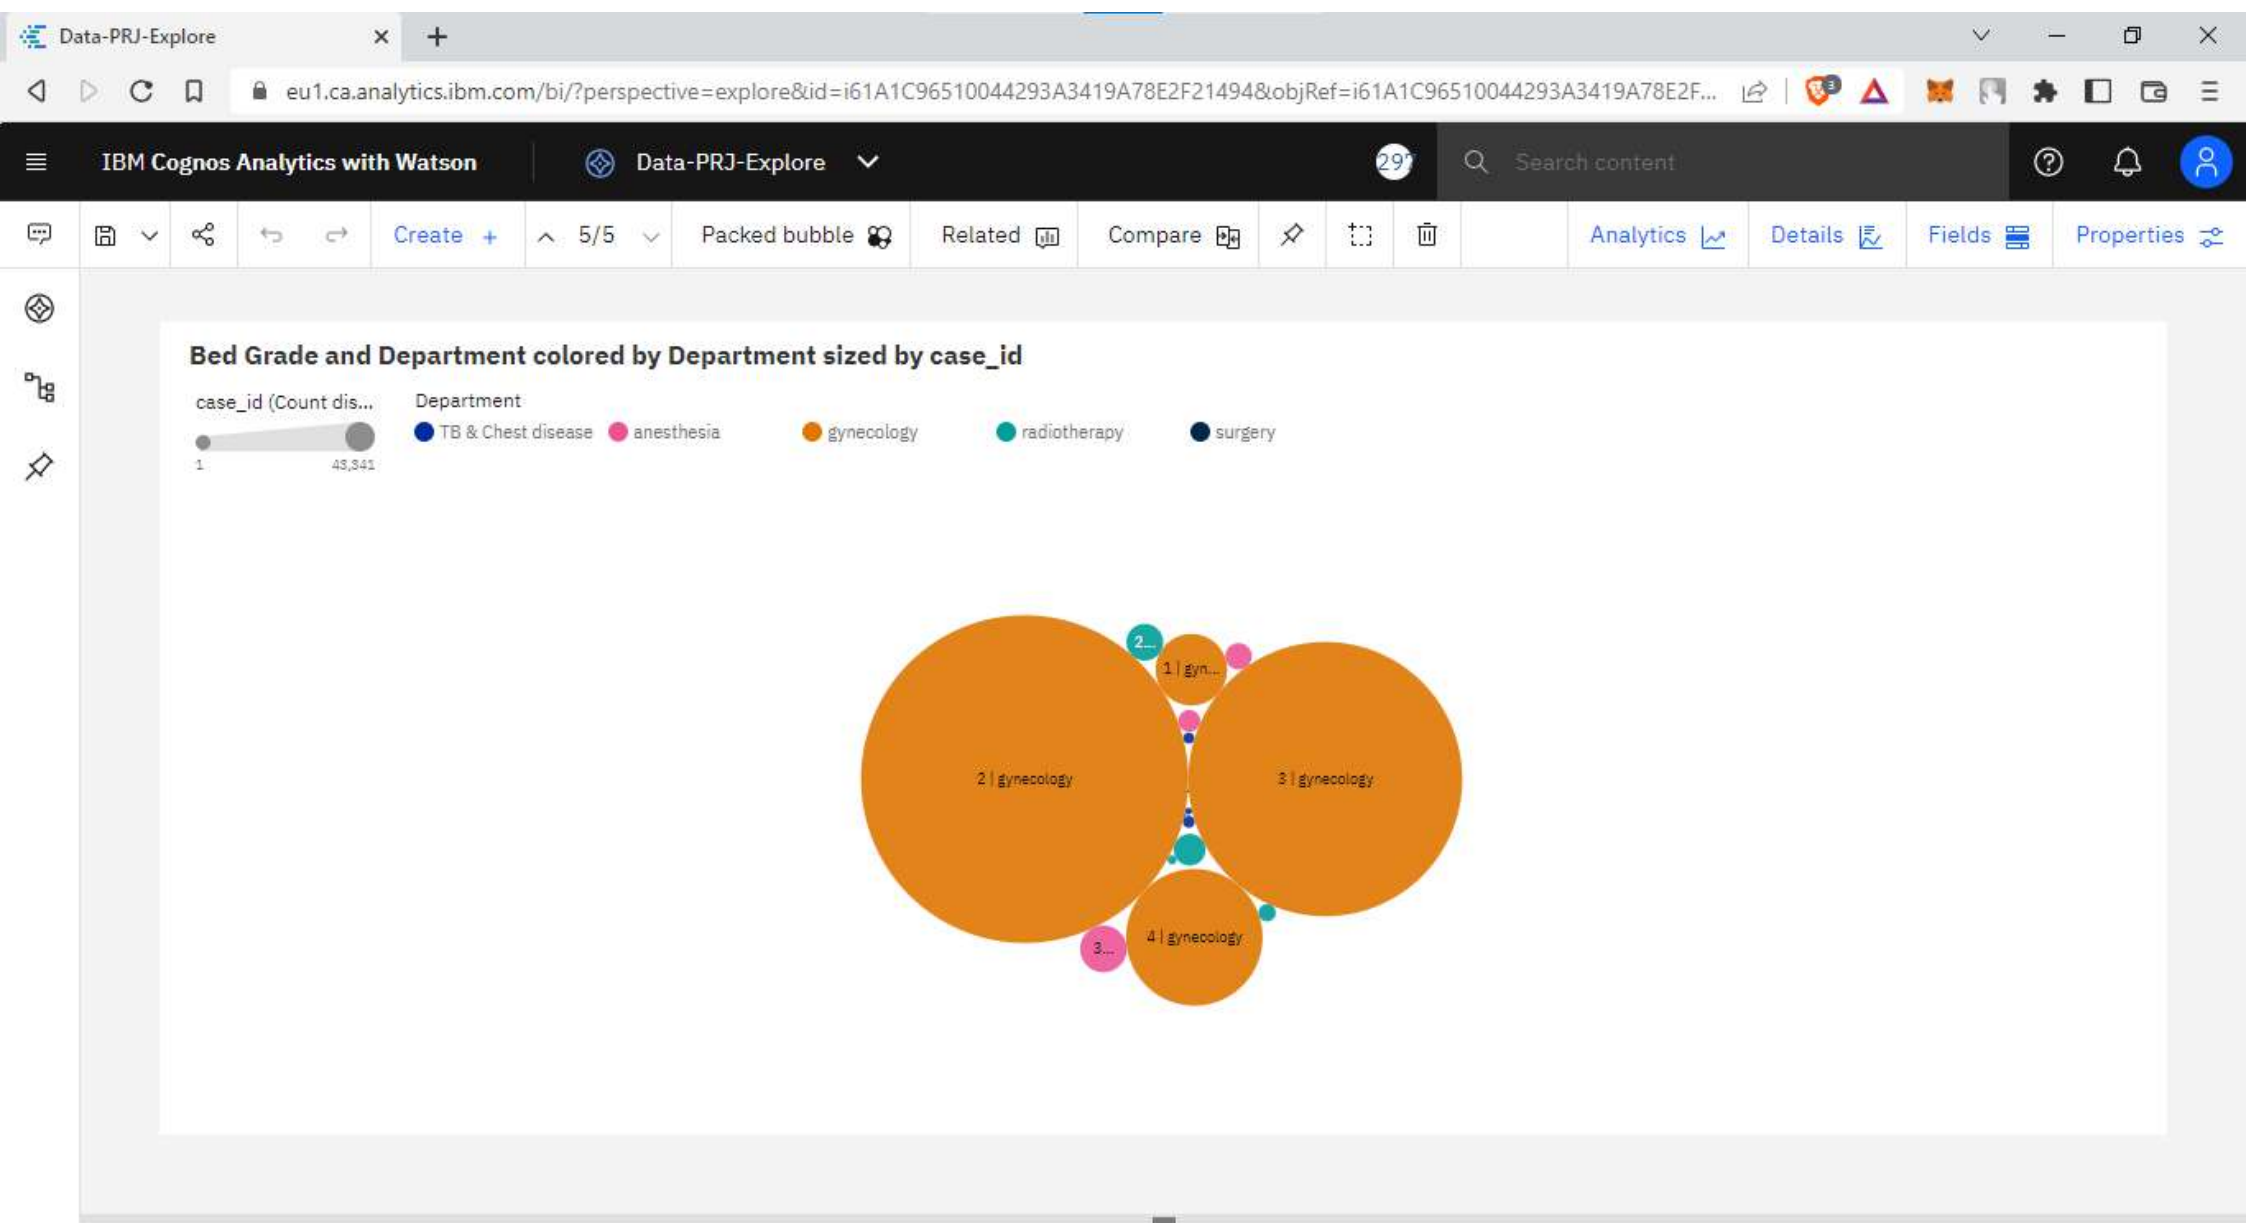 Data-PRJ-Explore
eu1.ca.analytics.ibm.com/bi/?perspective=explore&id=i61A1C96510044293A3419A78E2F21494&objRef=i61A1C96510044293A3419A78E2F...
3
IBM Cognos Analytics with Watson
Data-PRJ-Explore
297
Search content
Create +
5/5
Packed bubble
Related
Compare
Analytics
Details
Fields
Properties
Bed Grade and Department colored by Department sized by case_id
case_id (Count dis...
Department
TB & Chest disease
anesthesia
gynecology
radiotherapy
surgery
1
43,341
2...
1 | gyn...
2 | gynecology
3 | gynecology
4 | gynecology
3...